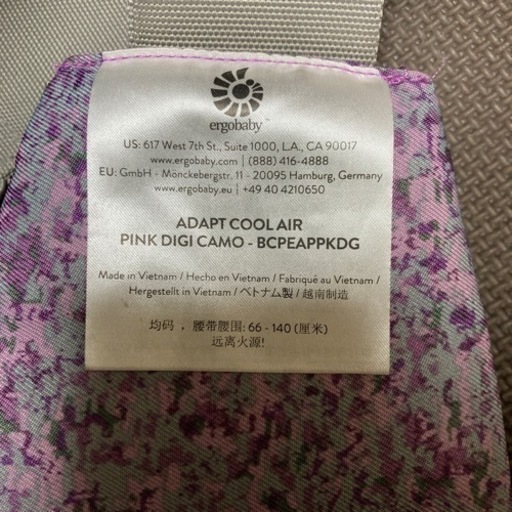 ergobaby™
US: 617 West 7th St., Suite 1000, L.A., CA 90017
www.ergobaby.com | (888) 416-4888
EU: GmbH - Mönckebergstr. 11 - 20095 Hamburg, Germany
www.ergobaby.eu | +49 40 4210650
ADAPT COOL AIR
PINK DIGI CAMO - BCPEAPPKDG
Made in Vietnam / Hecho en Vietnam / Fabriqué au Vietnam /
Hergestellt in Vietnam / ベトナム製 / 越南制造
均码 , 腰带腰围: 66 - 140 (厘米)
远离火源!